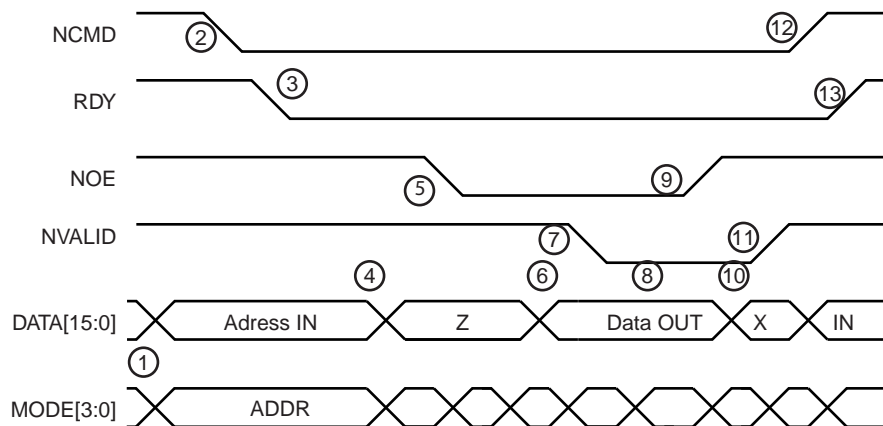 NCMD
2
12
RDY
3
13
NOE
5
9
NVALID
7
11
4
6
8
10
DATA[15:0]
Adress IN
Z
Data OUT
X
IN
1
MODE[3:0]
ADDR